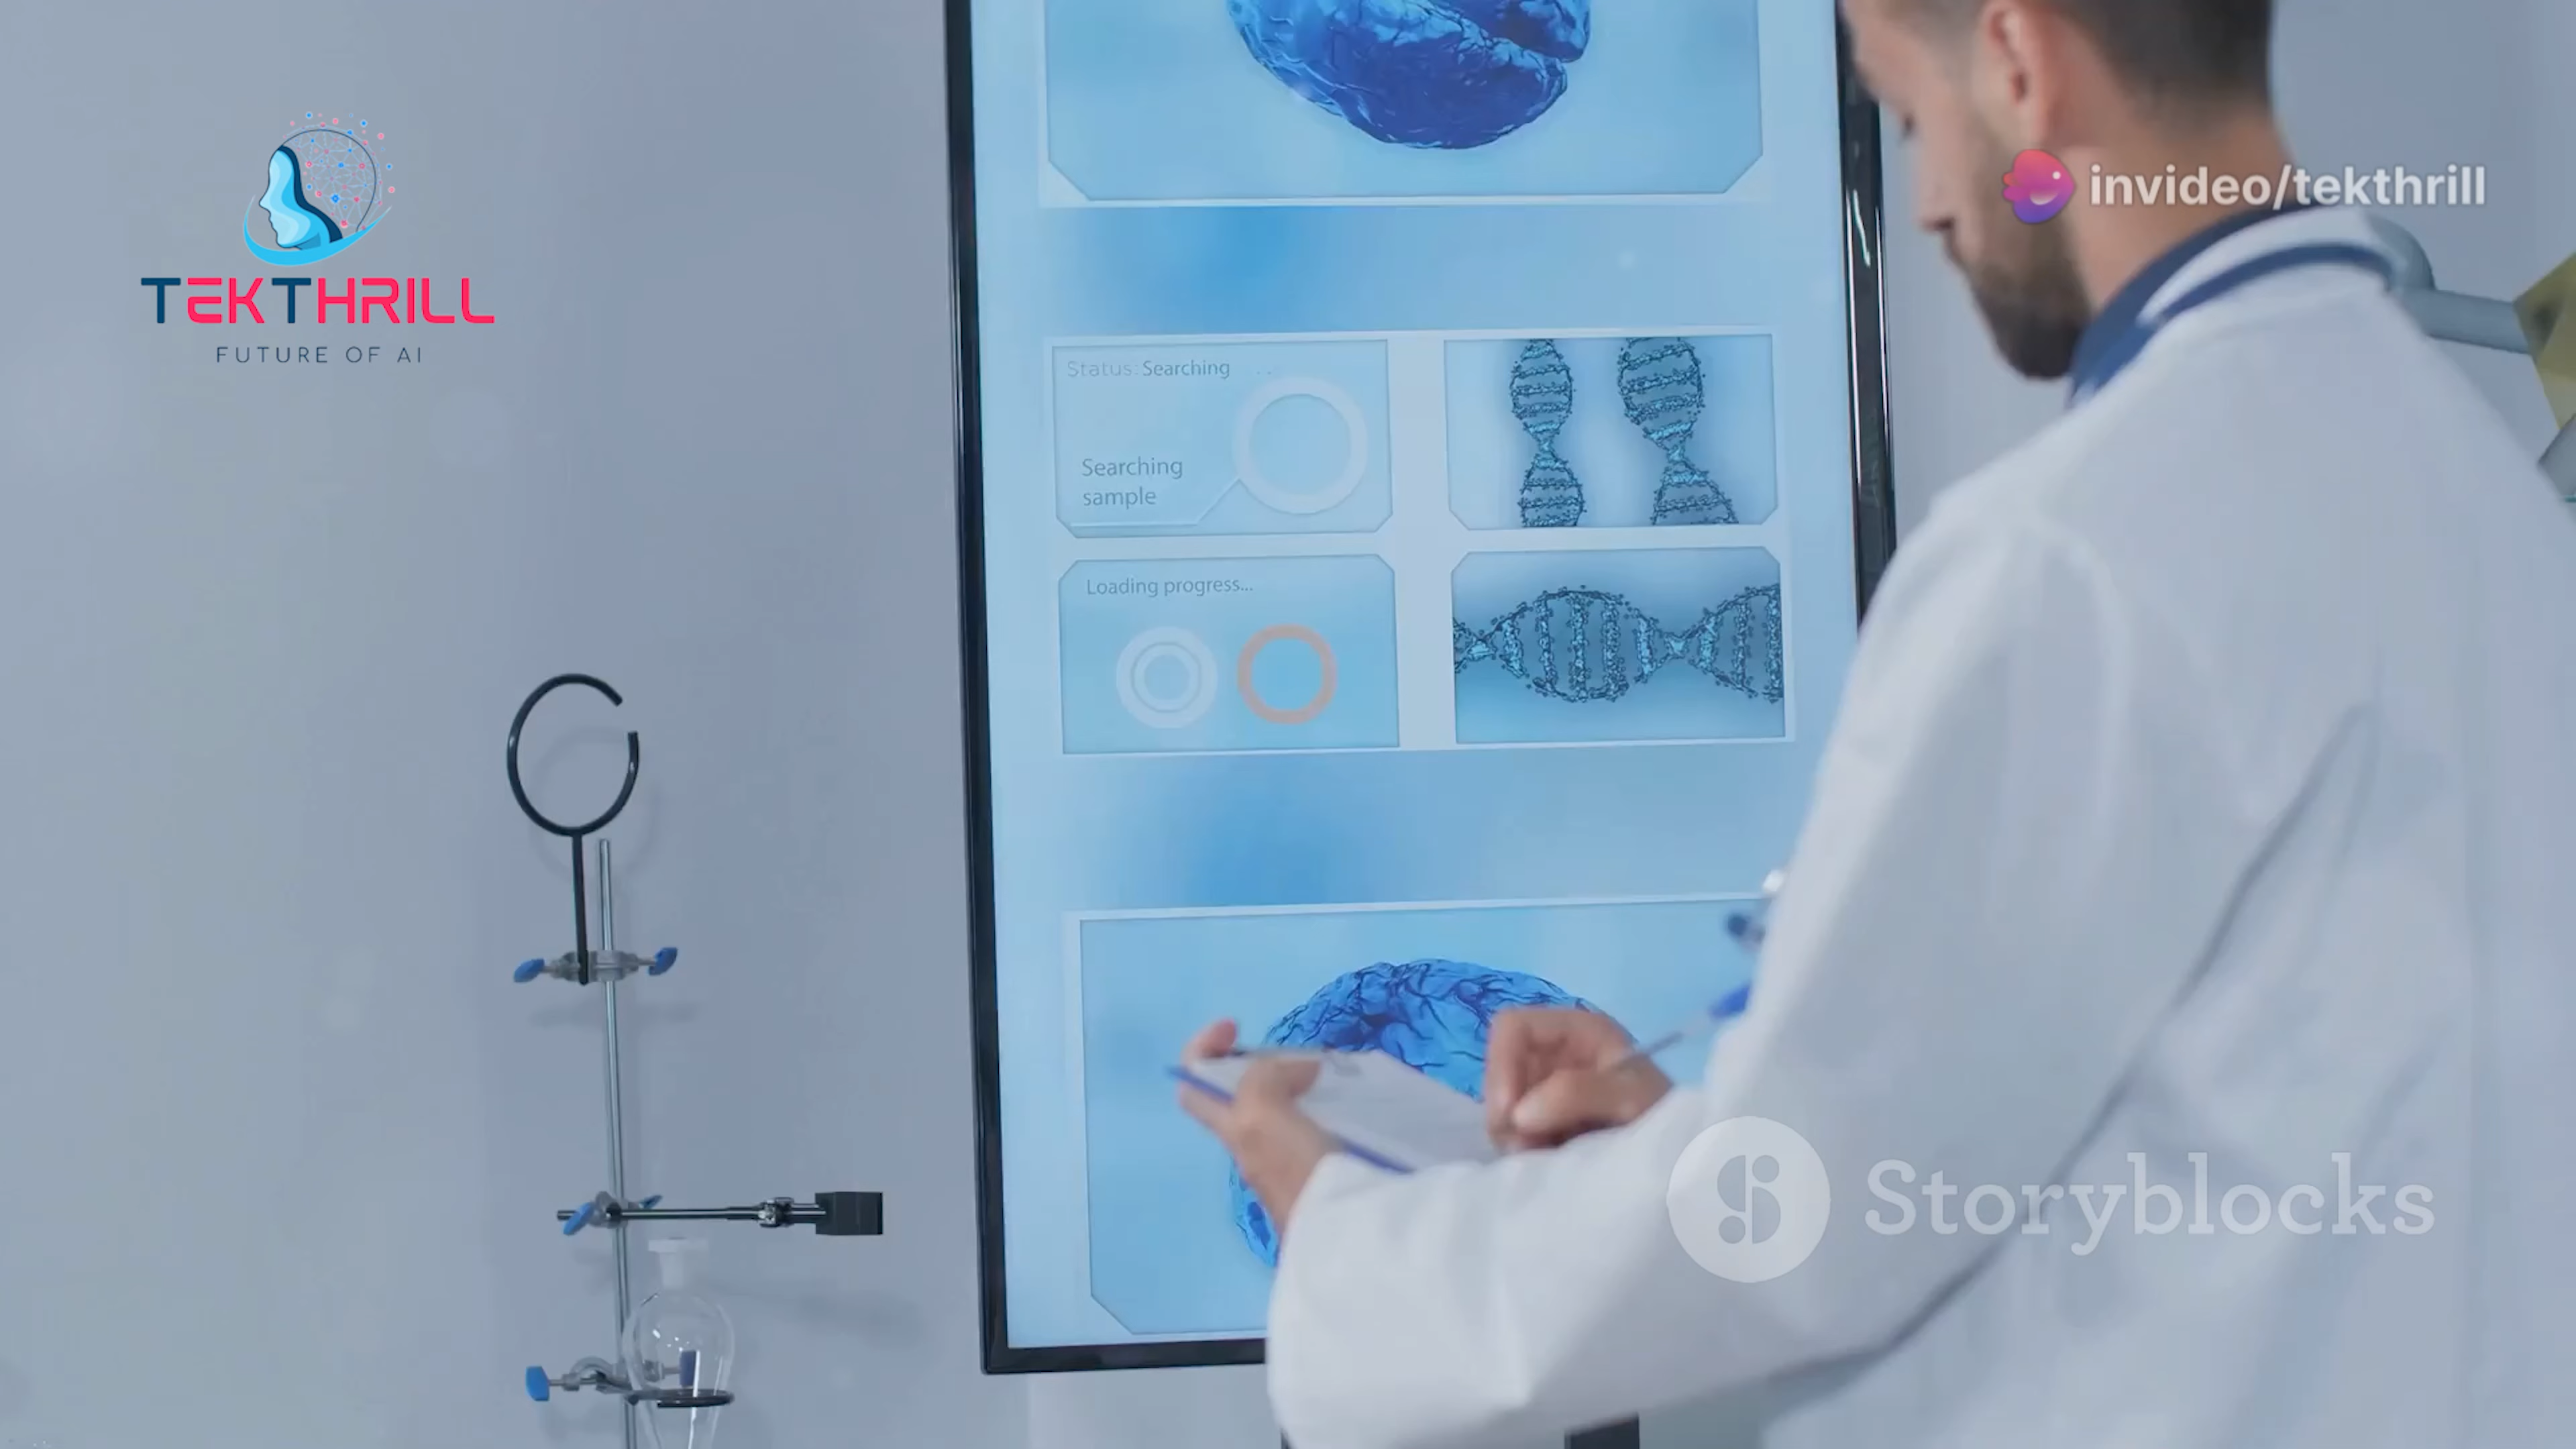 TEKTHRILL
FUTURE OF AI
invideo/tekthrill
Status: Searching ..
Searching
sample
Loading progress...
Storyblocks